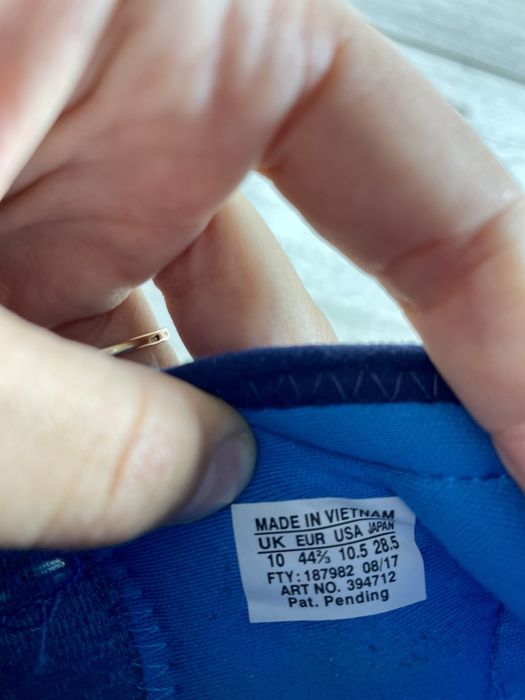 MADE IN VIETNAM
UK EUR USA JAPAN
10 44⅔ 10.5 28.5
FTY: 187982 08/17
ART NO. 394712
Pat. Pending